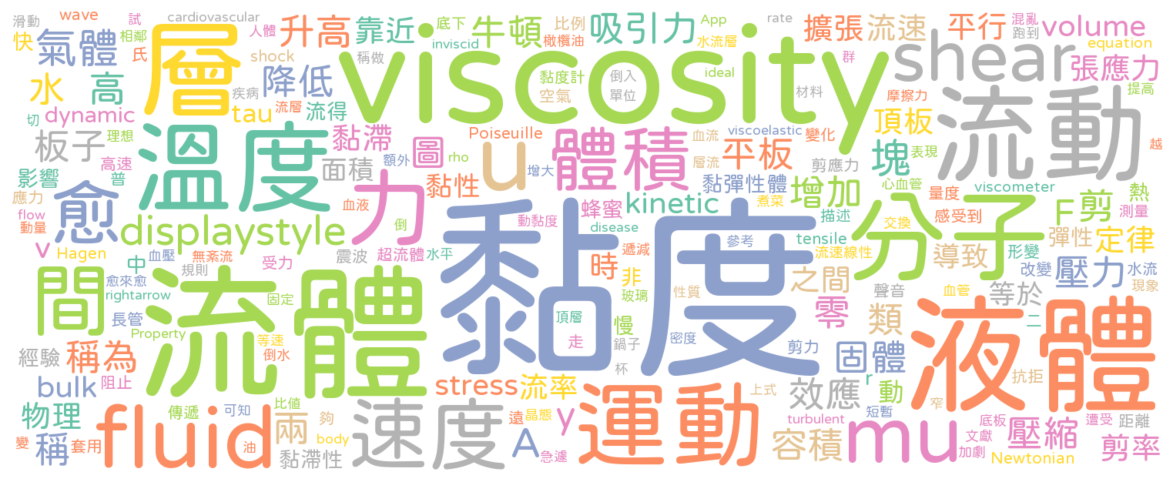 滑動 wave 試 cardiovascular 人體 底下 比例 App 水流層 rate 混亂 跑到
快 氣體 層 升高 靠近 牛頓 吸引力 擴張 流速 平行 volume
相鄰 氏 shock inviscid 橄欖油 viscosity shear equation
水 高 疾病 降低 黏度計 倒入 ideal 群 張應力
dynamic tau 流層 流得 空氣 單位 材料 摩擦力 頂板 提高
切 理想 板子 溫度 黏滯 圖 Poiseuille 血流 viscoelastic 變化 流動
高速 面積 額外 rho 黏性 u 體積 層流 平板 剪應力 塊 表現 越
影響 普 增大 黏彈性體 煮菜 增加 心血管 量度 viscometer 熱
應力 愈 血液 力 倒 動黏度 蜂蜜 kinetic 描述 交換 感受到 F 剪 測量
flow 動量 displaystyle disease 參考 tensile 分子 流速線性 導致 形變 彈性 定律
v Hagen 血壓 無紊流 震波 超流體 水平 遞減 時 非 之間 聲音 改變 壓力 水流
中 愈來愈 規則 受力 玻璃 性質 零 類 血管 等於 現象
間 rightarrow 流體 固定 黏度 頂層 密度 慢 液體 二
長管 Property 等速 倒水 走 鍋子 剪力 固體
經驗 稱為 阻止 stress 流率 杯 上式 效應 r 動 抗拒
bulk 傳遞 可知 比值 夠 速度 遠 晶態 y 運動 turbulent 短暫 窄 底板 遭受 距離
物理 fluid 兩 A 急遽 容積 mu 文獻 壓縮
變 稱 套用 油 body 黏滯性 加劇 Newtonian 剪率